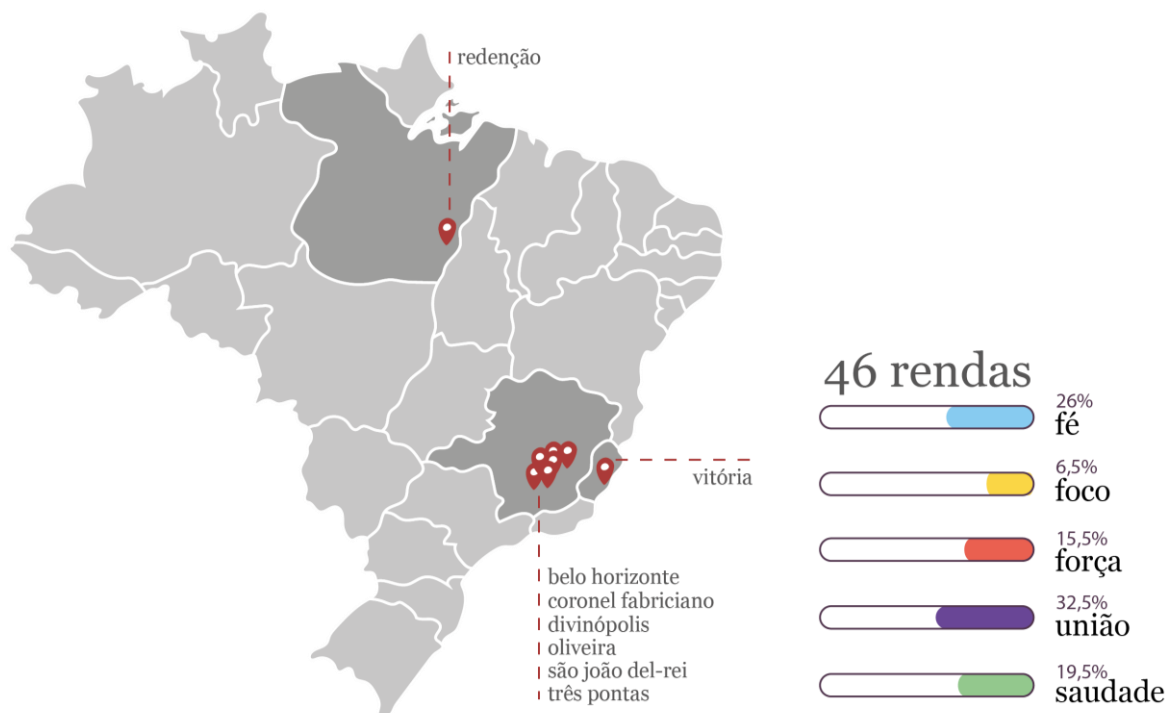 redenção
vitória
belo horizonte
coronel fabriciano
divinópolis
oliveira
são joão del-rei
três pontas
46 rendas
26%
fé
6,5%
foco
15,5%
força
32,5%
união
19,5%
saudade